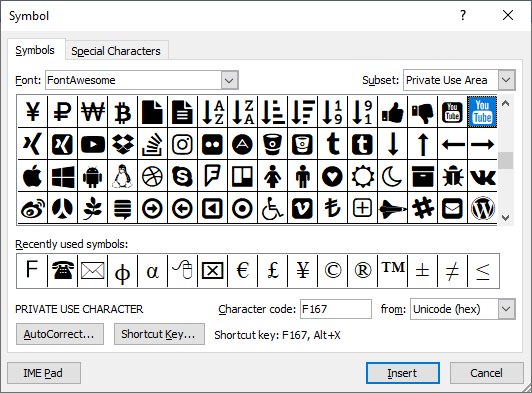 Symbol
Symbols Special Characters
Font: FontAwesome Subset: Private Use Area
¥ ₽ ₩ A Z Z A 1 9 9 1 You Tube You Tube
Recently used symbols:
F ☎ ✉ ϕ α 🖰 ⌧ € £ ¥ © ® ™ ± ≠ ≤
PRIVATE USE CHARACTER Character code: F167 from: Unicode (hex)
AutoCorrect... Shortcut Key... Shortcut key: F167, Alt+X
IME Pad Insert Cancel